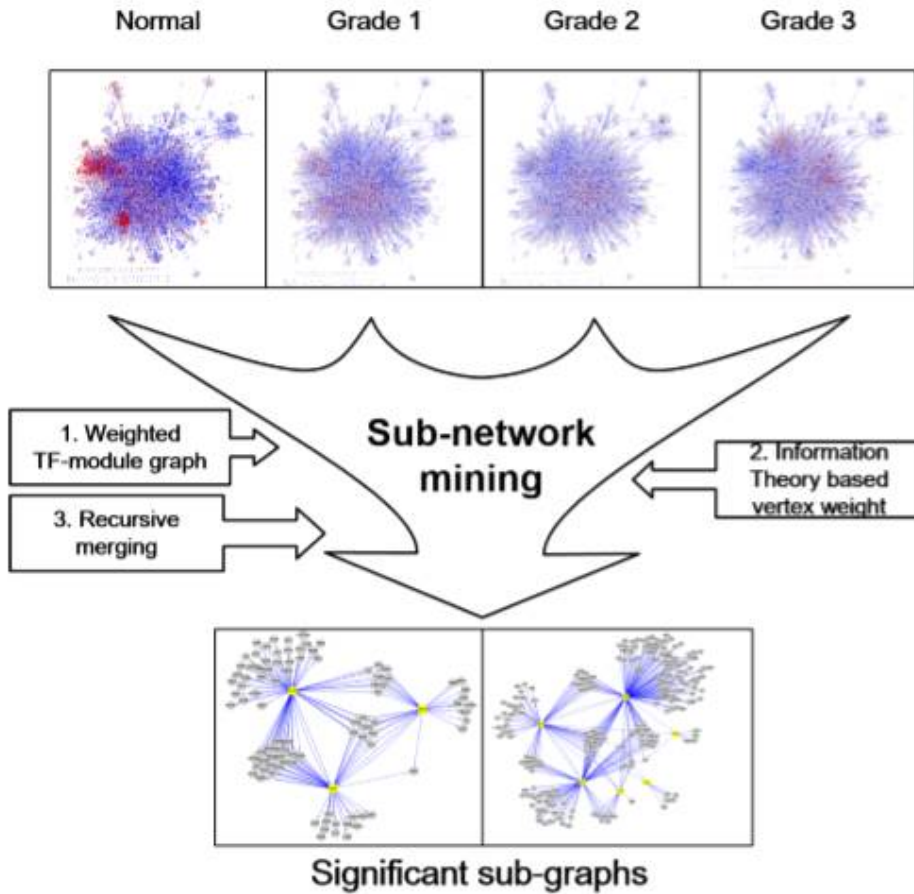 Normal
Grade 1
Grade 2
Grade 3
Sub-network
mining
1. Weighted
TF-module graph
2. Information
Theory based
vertex weight
3. Recursive
merging
Significant sub-graphs